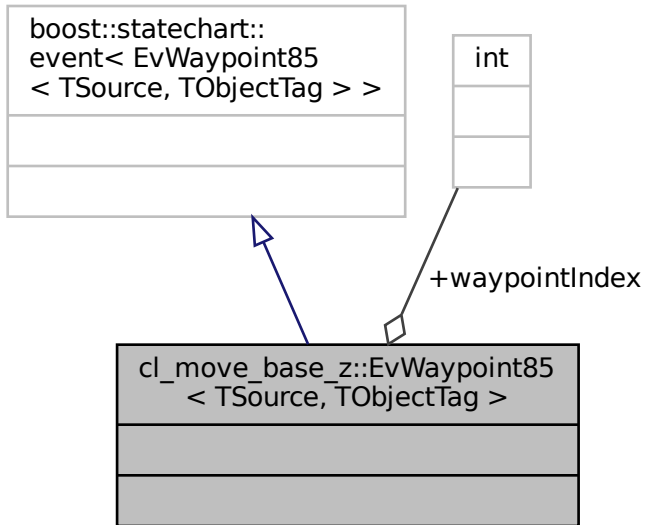 boost::statechart::
event< EvWaypoint85
< TSource, TObjectTag > >
int
+waypointIndex
cl_move_base_z::EvWaypoint85
< TSource, TObjectTag >